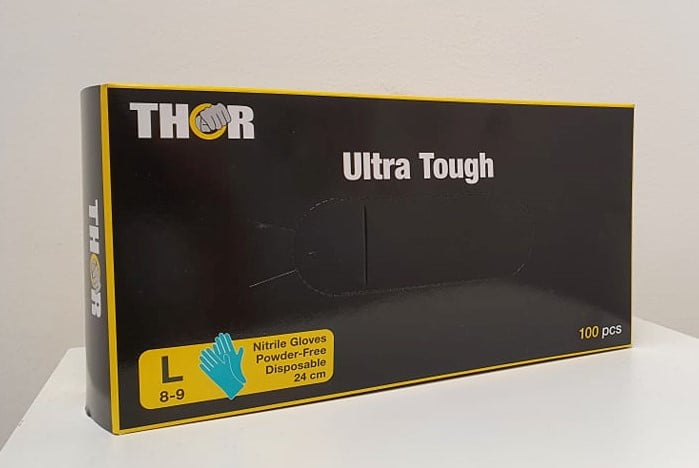 THOR
Ultra Tough
THOR
L
8-9
Nitrile Gloves
Powder-Free
Disposable
24 cm
100 pcs